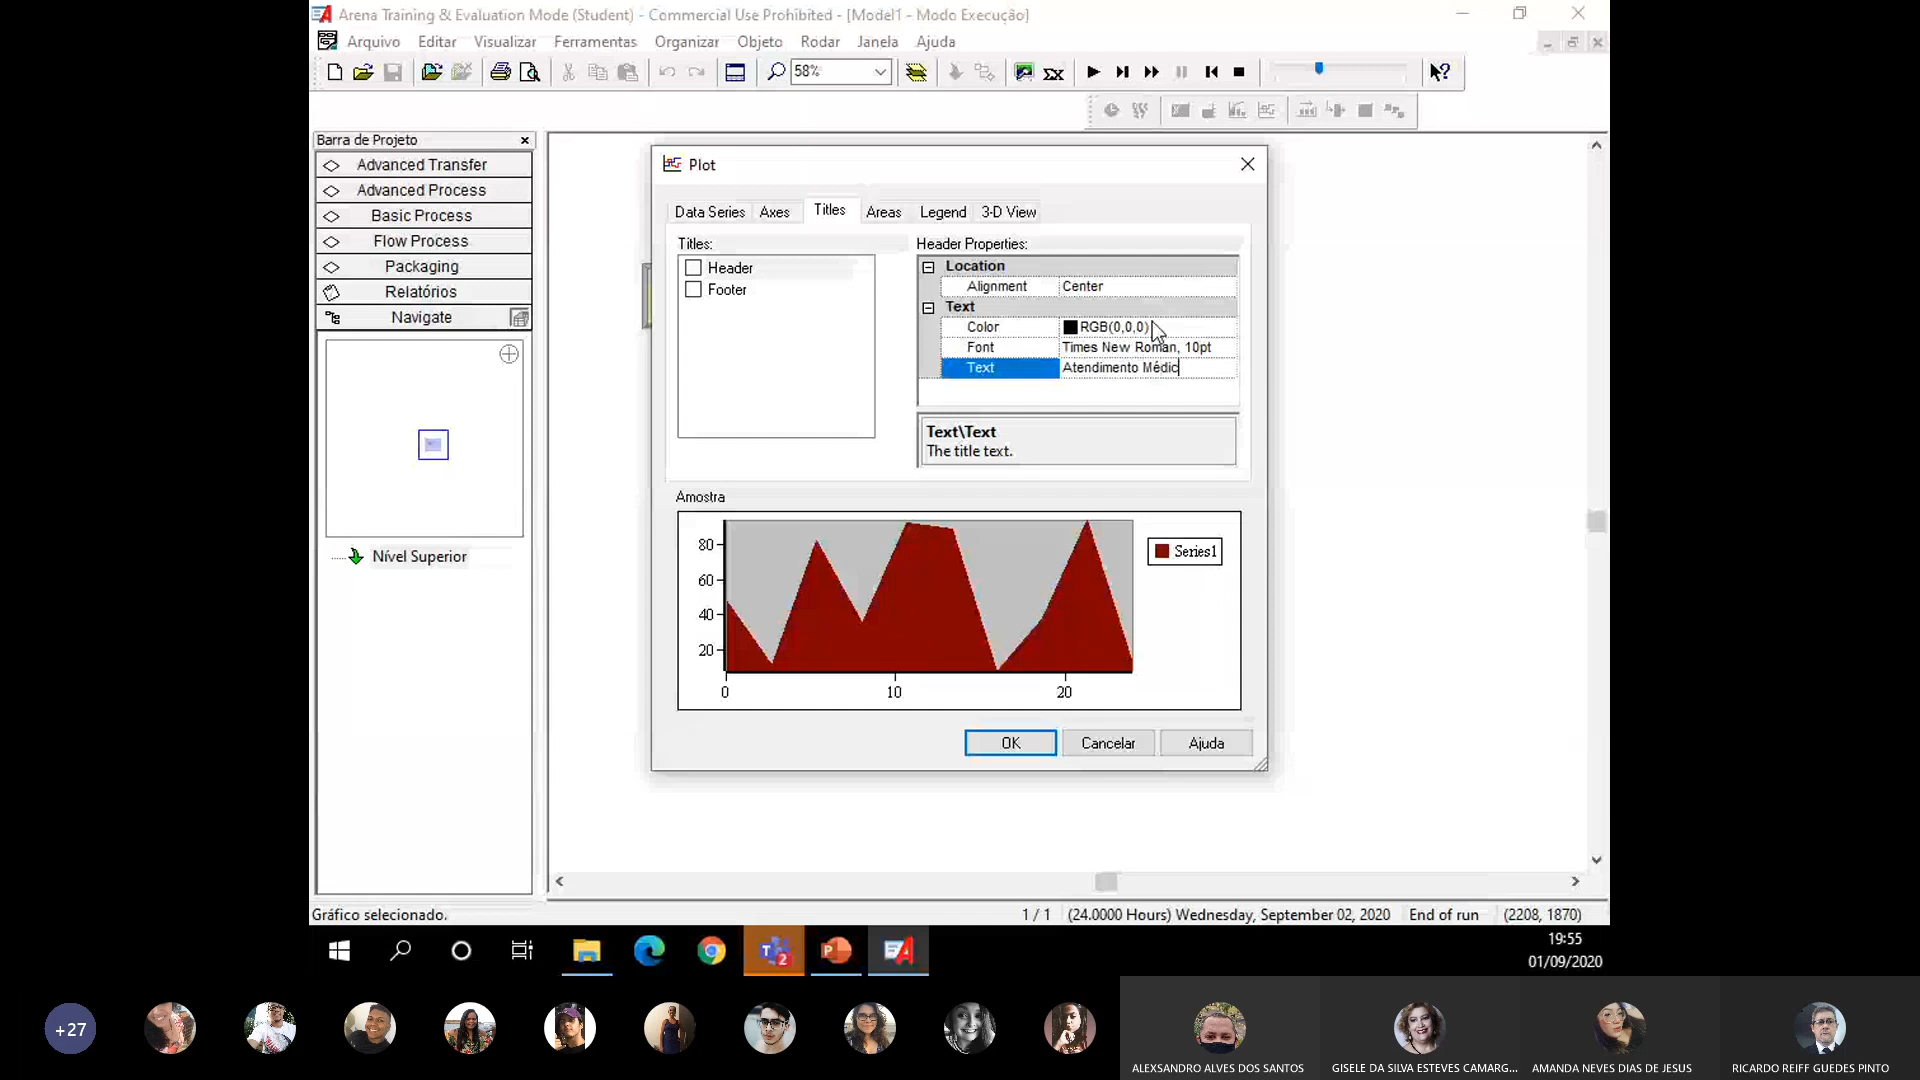 Arena Training & Evaluation Mode (Student) - Commercial Use Prohibited - [Model1 - Modo Execução]
Arquivo Editar Visualizar Ferramentas Organizar Objeto Rodar Janela Ajuda
58%
Barra de Projeto
Advanced Transfer
Advanced Process
Basic Process
Flow Process
Packaging
Relatórios
Navigate
Nível Superior
Plot
Data Series Axes Titles Areas Legend 3-D View
Titles:
Header
Footer
Header Properties:
Location
Alignment Center
Text
Color RGB(0,0,0)
Font Times New Roman, 10pt
Text Atendimento Médic
Text\Text
The title text.
Amostra
80
60
40
20
0 10 20
Series1
OK Cancelar Ajuda
Gráfico selecionado. 1 / 1 (24.0000 Hours) Wednesday, September 02, 2020 End of run (2208, 1870)
19:55
01/09/2020
+27
ALEXSANDRO ALVES DOS SANTOS GISELE DA SILVA ESTEVES CAMARG... AMANDA NEVES DIAS DE JESUS RICARDO REIFF GUEDES PINTO